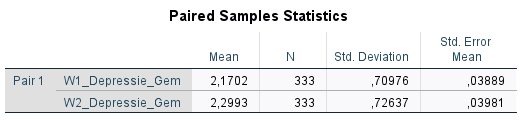 Paired Samples Statistics
Mean N Std. Deviation Std. Error Mean
Pair 1 W1_Depressie_Gem 2,1702 333 ,70976 ,03889
W2_Depressie_Gem 2,2993 333 ,72637 ,03981